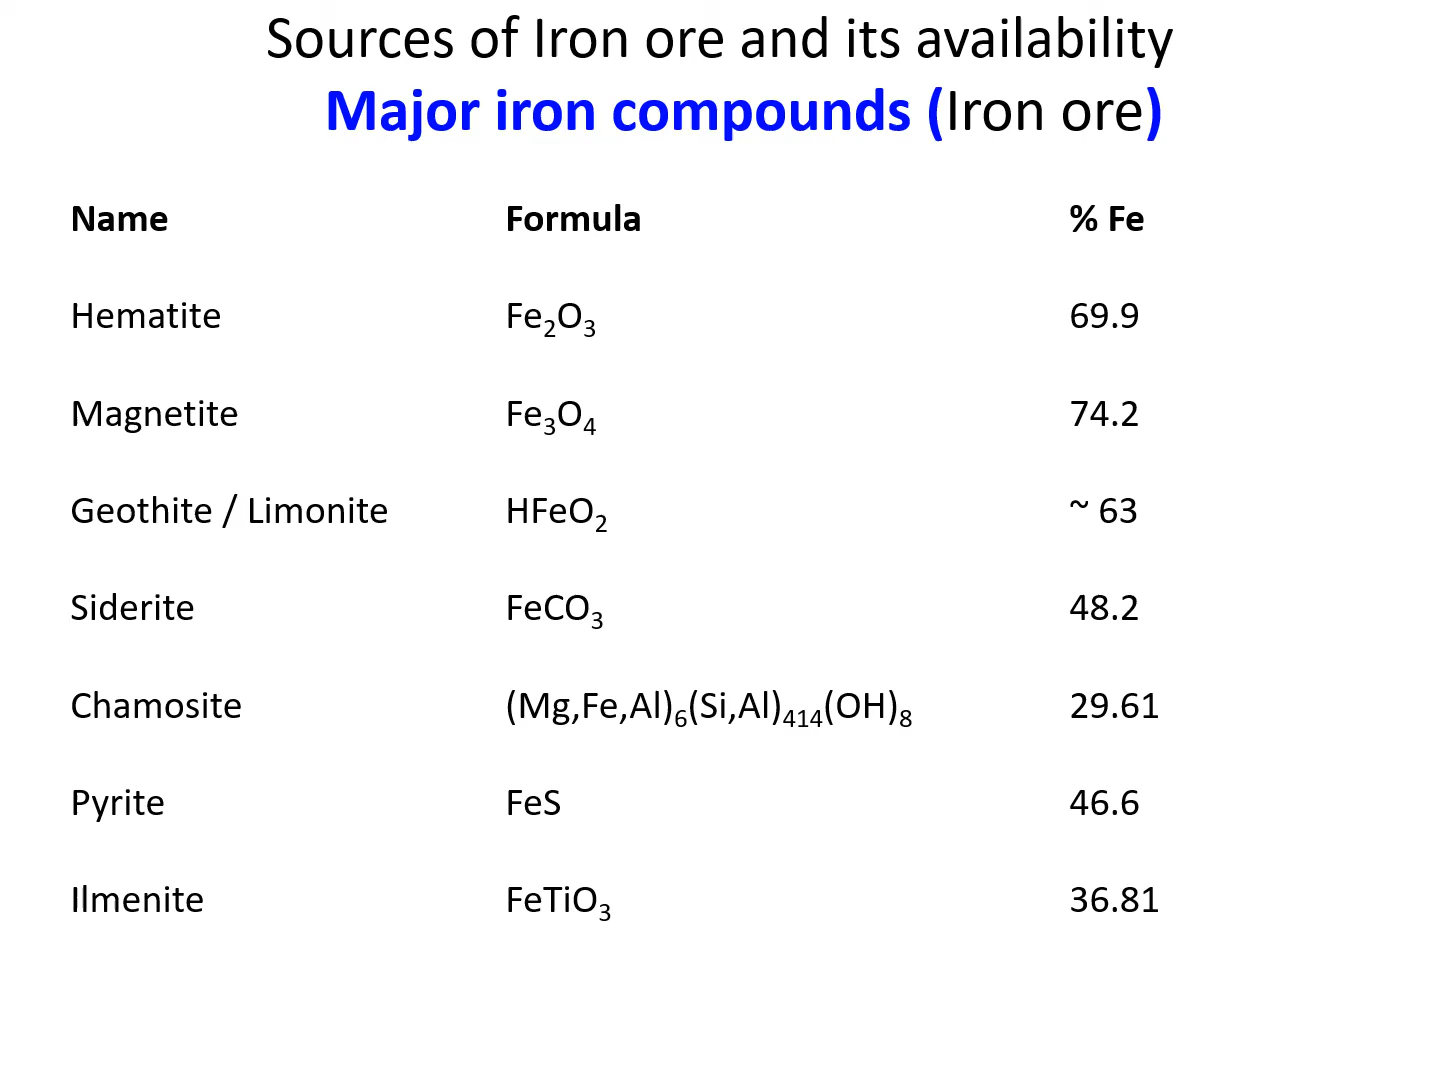 Sources of Iron ore and its availability
Major iron compounds (Iron ore)
Name Formula % Fe
Hematite Fe₂O₃ 69.9
Magnetite Fe₃O₄ 74.2
Geothite / Limonite HFeO₂ ~ 63
Siderite FeCO₃ 48.2
Chamosite (Mg,Fe,Al)₆(Si,Al)₄₁₄(OH)₈ 29.61
Pyrite FeS 46.6
Ilmenite FeTiO₃ 36.81